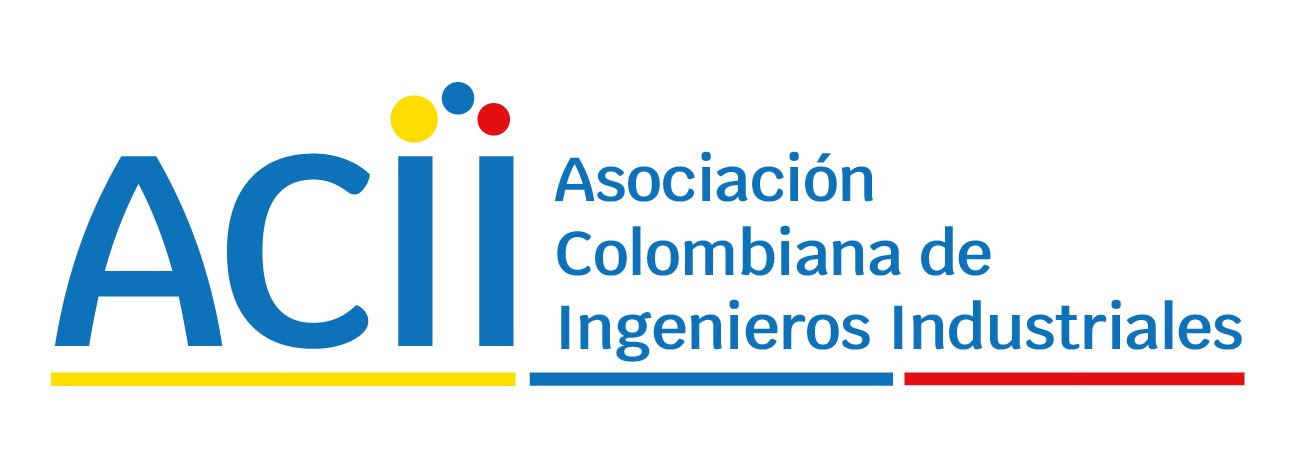 ACII
Asociación
Colombiana de
Ingenieros Industriales